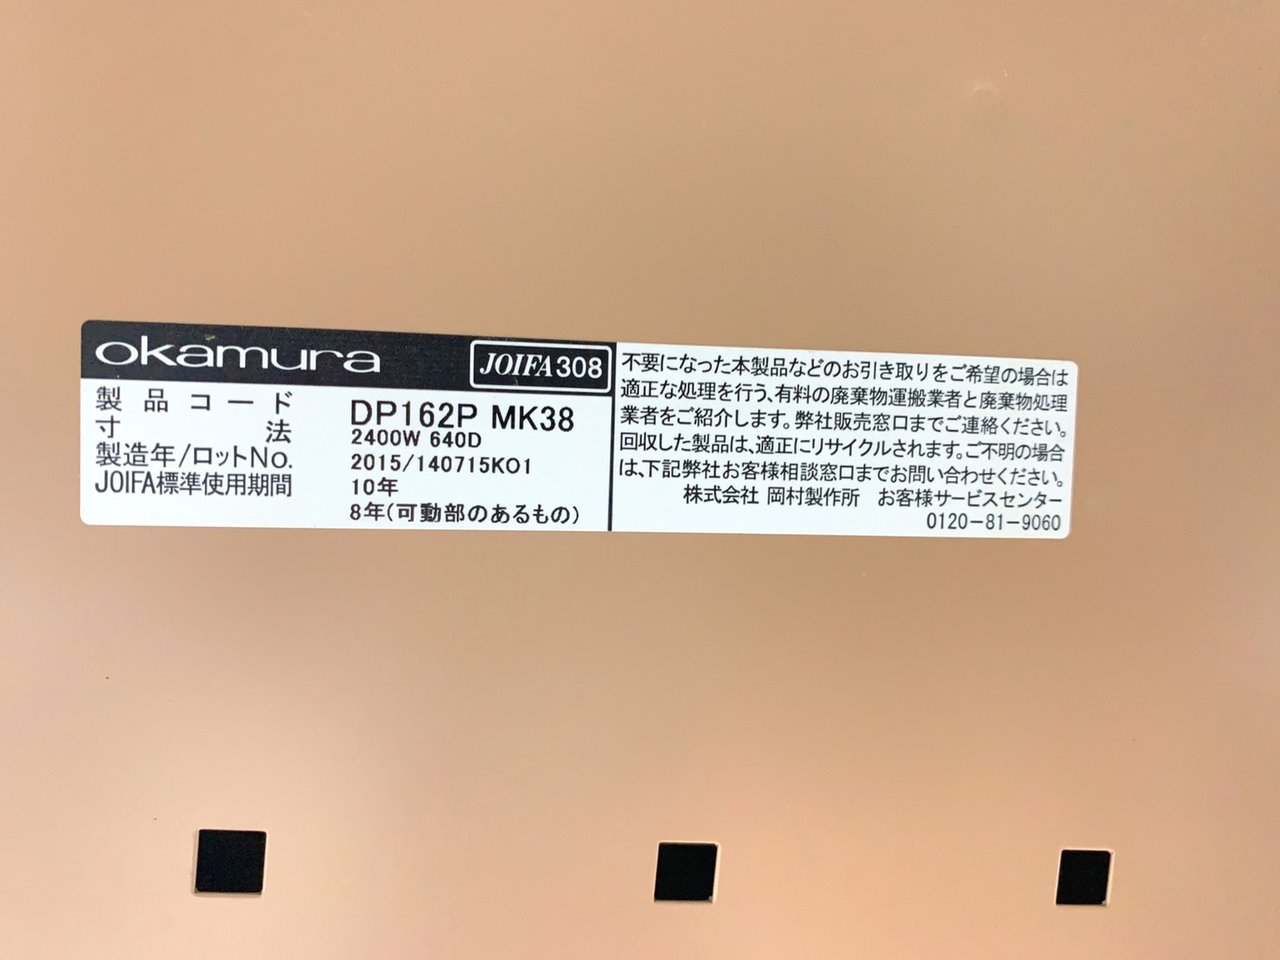 okamura
JOIFA308
製品コード DP162P MK38
寸法 2400W 640D
製造年/ロットNo. 2015/140715K01
JOIFA標準使用期間 10年
8年(可動部のあるもの)
不要になった本製品などのお引き取りをご希望の場合は
適正な処理を行う、有料の廃棄物運搬業者と廃棄物処理
業者をご紹介します。弊社販売窓口までご連絡ください。
回収した製品は、適正にリサイクルされます。ご不明の場合
は、下記弊社お客様相談窓口までお問い合わせください。
株式会社 岡村製作所 お客様サービスセンター
0120-81-9060